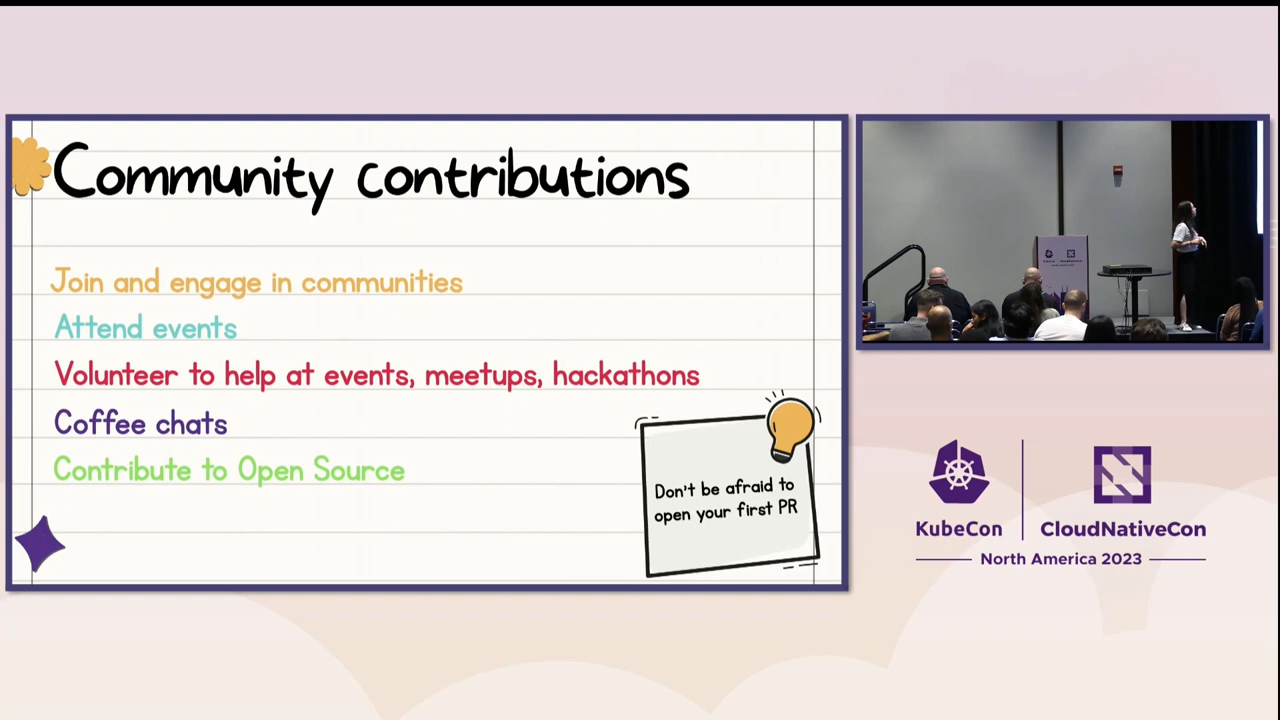 Community contributions
Join and engage in communities
Attend events
Volunteer to help at events, meetups, hackathons
Coffee chats
Contribute to Open Source
Don't be afraid to
open your first PR
KubeCon
CloudNativeCon
North America 2023